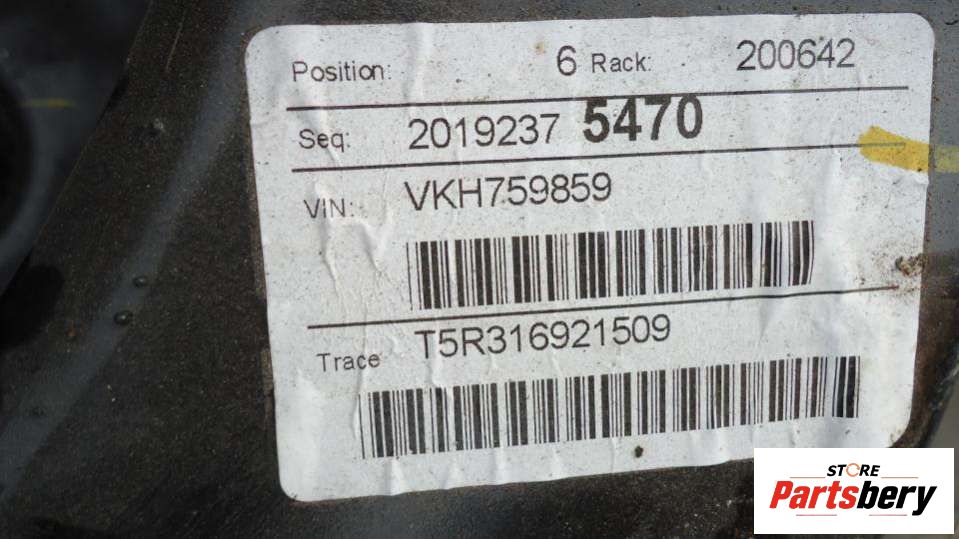 Position: 6 Rack: 200642
Seq: 2019237 5470
VIN: VKH759859
Trace T5R316921509
STORE
Partsbery